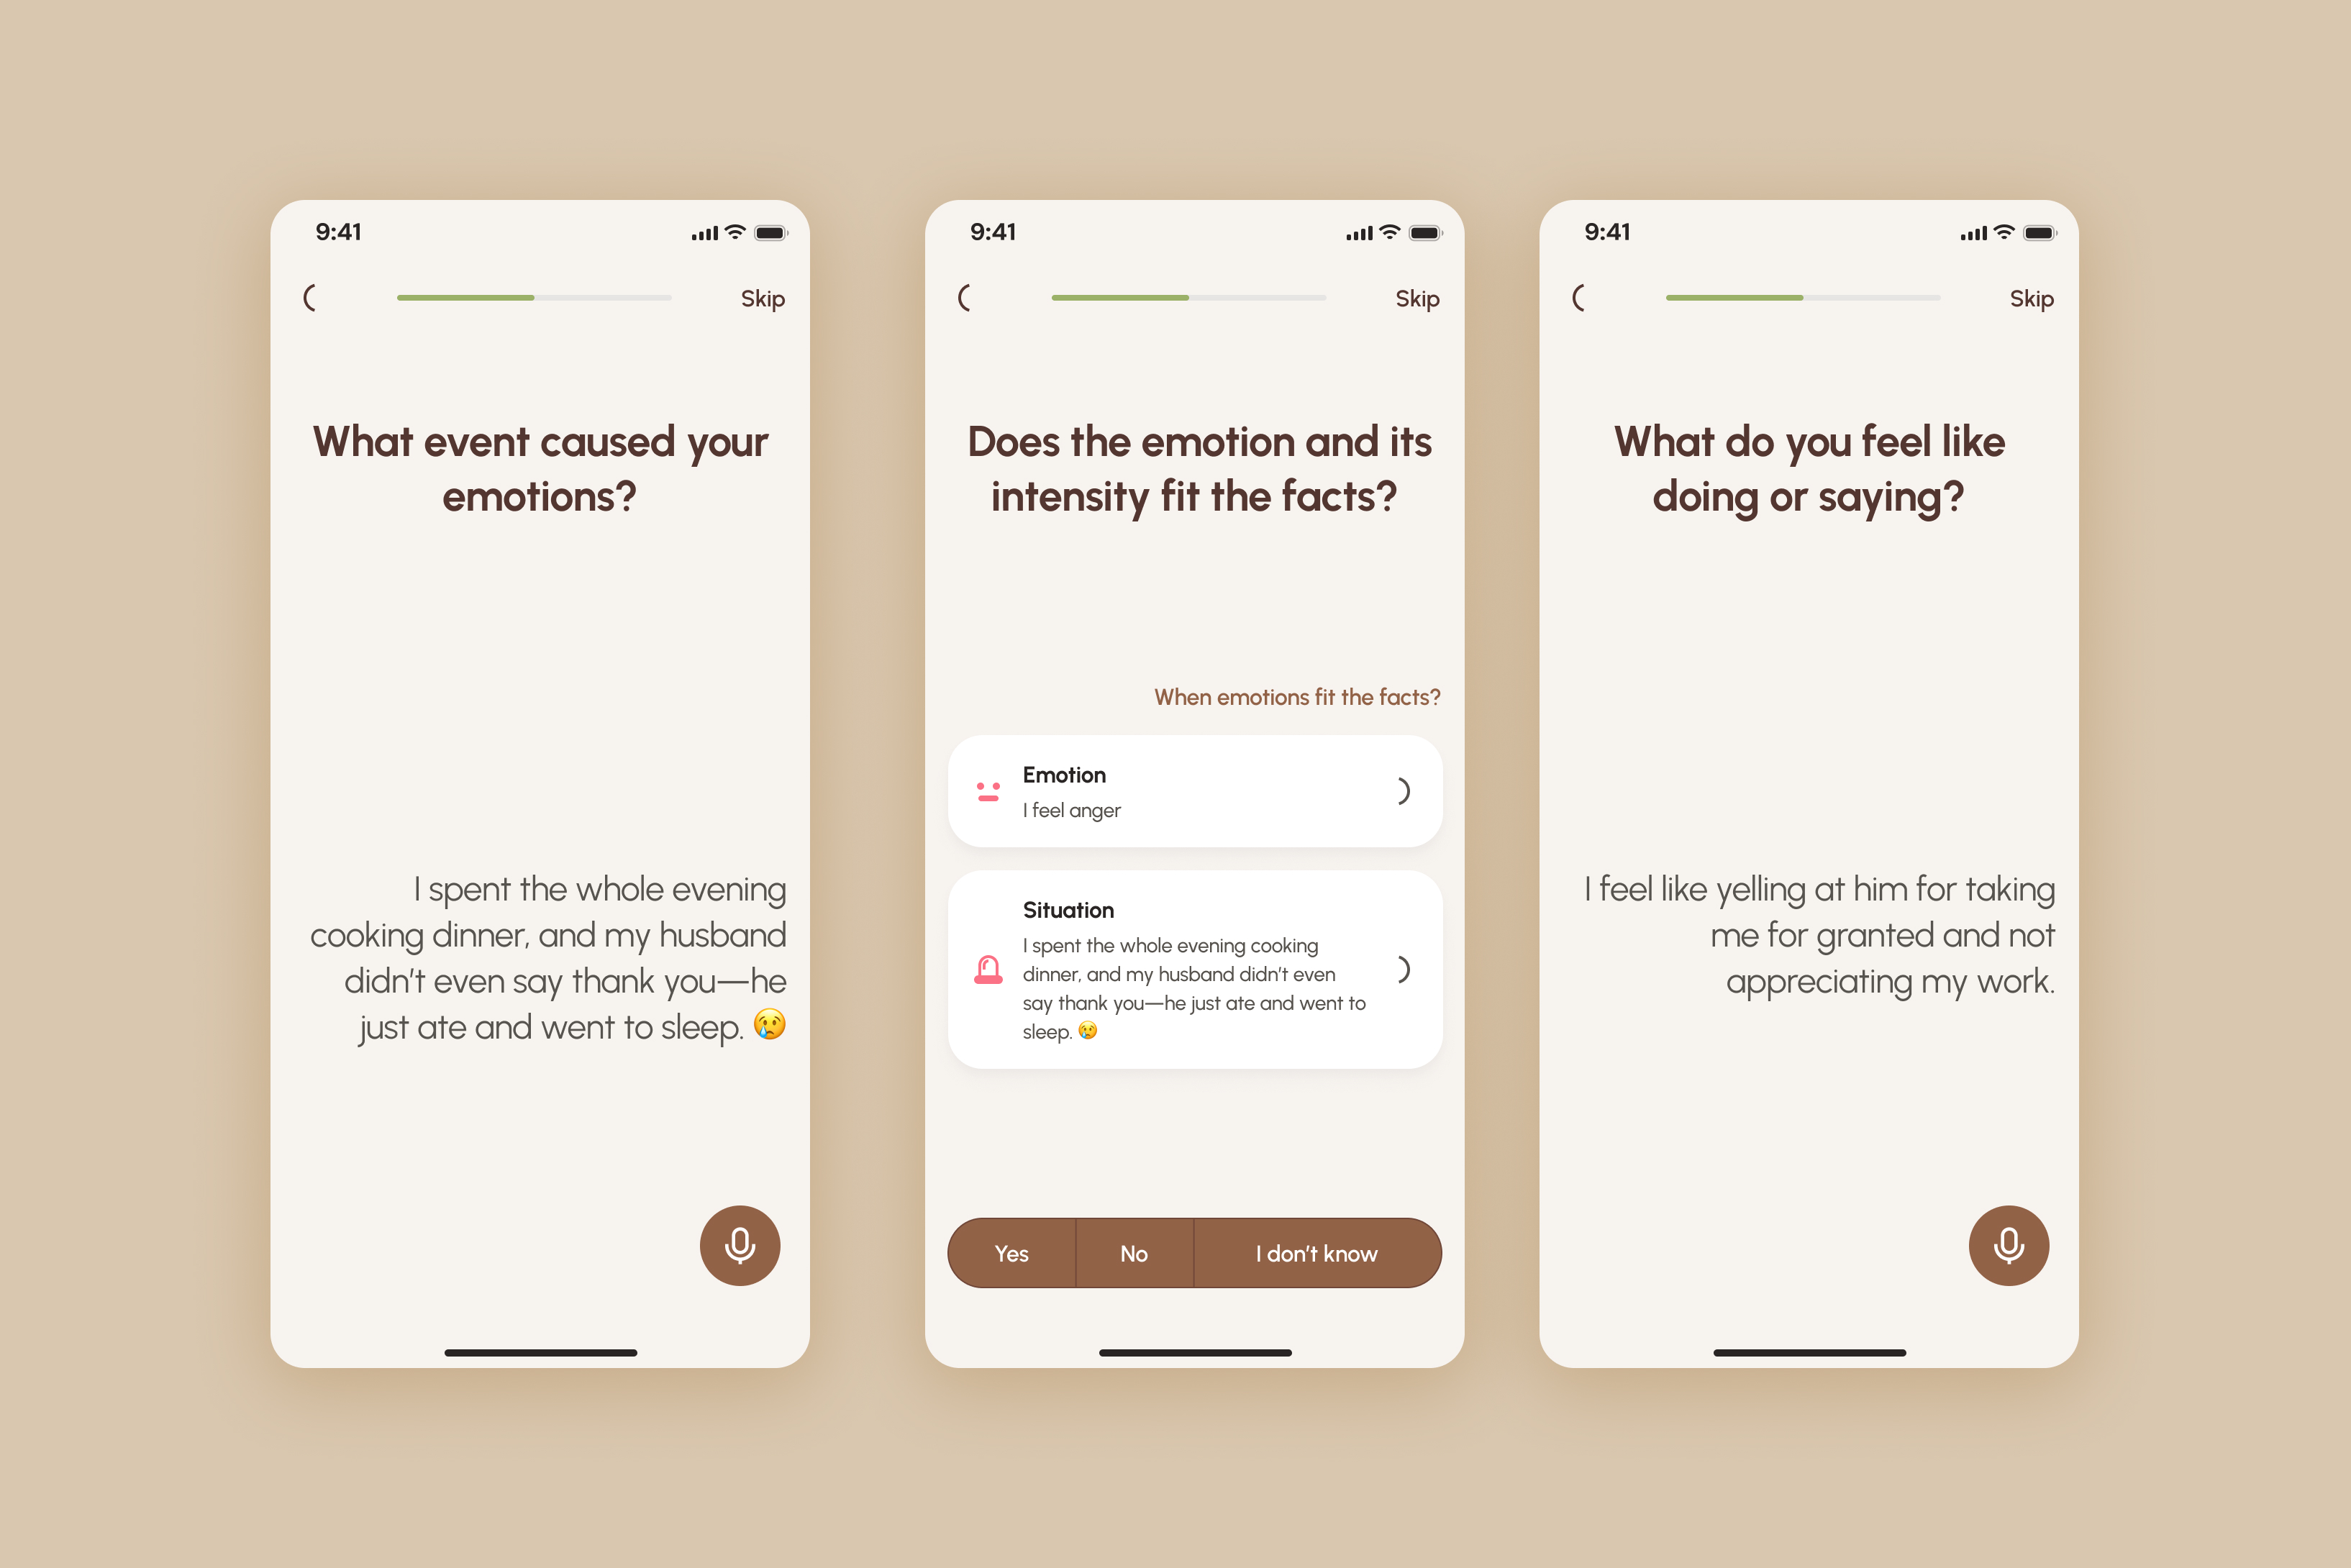 9:41
Skip
What event caused your
emotions?
I spent the whole evening
cooking dinner, and my husband
didn't even say thank you—he
just ate and went to sleep. 😢
9:41
Skip
Does the emotion and its
intensity fit the facts?
When emotions fit the facts?
Emotion
I feel anger
Situation
I spent the whole evening cooking
dinner, and my husband didn't even
say thank you—he just ate and went to
sleep. 😢
Yes
No
I don't know
9:41
Skip
What do you feel like
doing or saying?
I feel like yelling at him for taking
me for granted and not
appreciating my work.